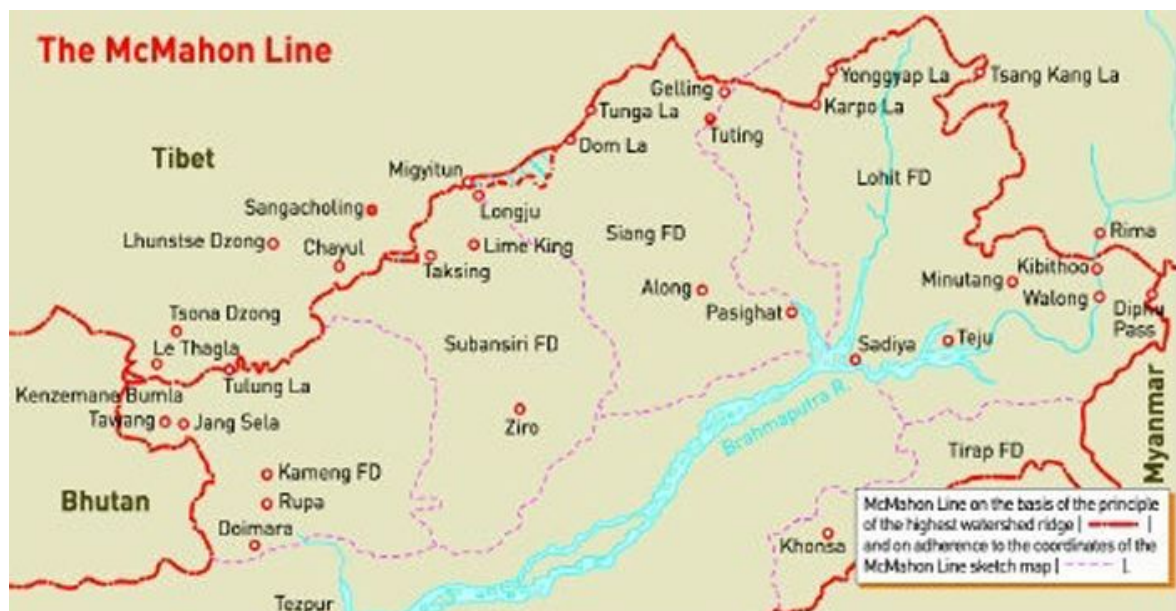 The McMahon Line
Yonggyap La
Tsang Kang La
Gelling
Karpo La
Tunga La
Tuting
Dom La
Tibet
Migyitun
Lohit FD
Sangacholing
Longju
Rima
Lhunstse Dzong
Chayul
Lime King
Siang FD
Taksing
Kibithoo
Minutang
Along
Walong
Diphu
Pass
Pasighat
Tsona Dzong
Le Thagla
Subansiri FD
Sadiya
Teju
Tulung La
Kenzemane Bumla
Tawang
Jang Sela
Ziro
Brahmaputra R.
Myanmar
Tirap FD
Kameng FD
Bhutan
Rupa
Doimara
Khonsa
Tezpur
McMahon Line on the basis of the principle
of the highest watershed ridge | |
and on adherence to the coordinates of the
McMahon Line sketch map | |.